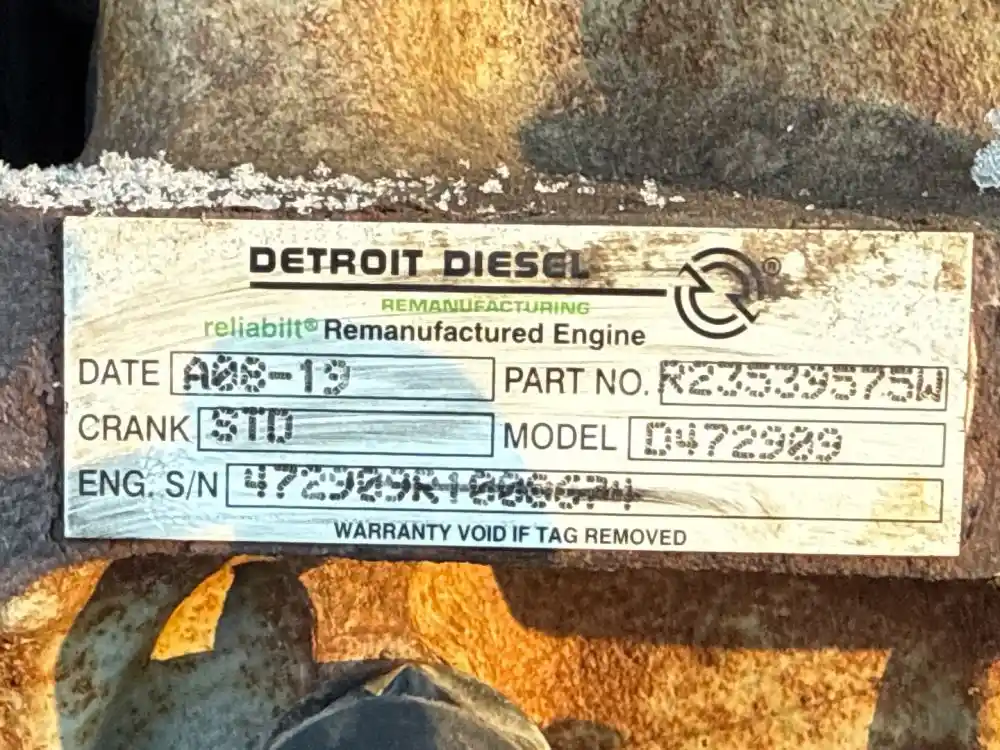 DETROIT DIESEL
REMANUFACTURING ®
reliabilt® Remanufactured Engine
DATE A08-19 PART NO. R23539575W
CRANK STD MODEL D472909
ENG. S/N
WARRANTY VOID IF TAG REMOVED